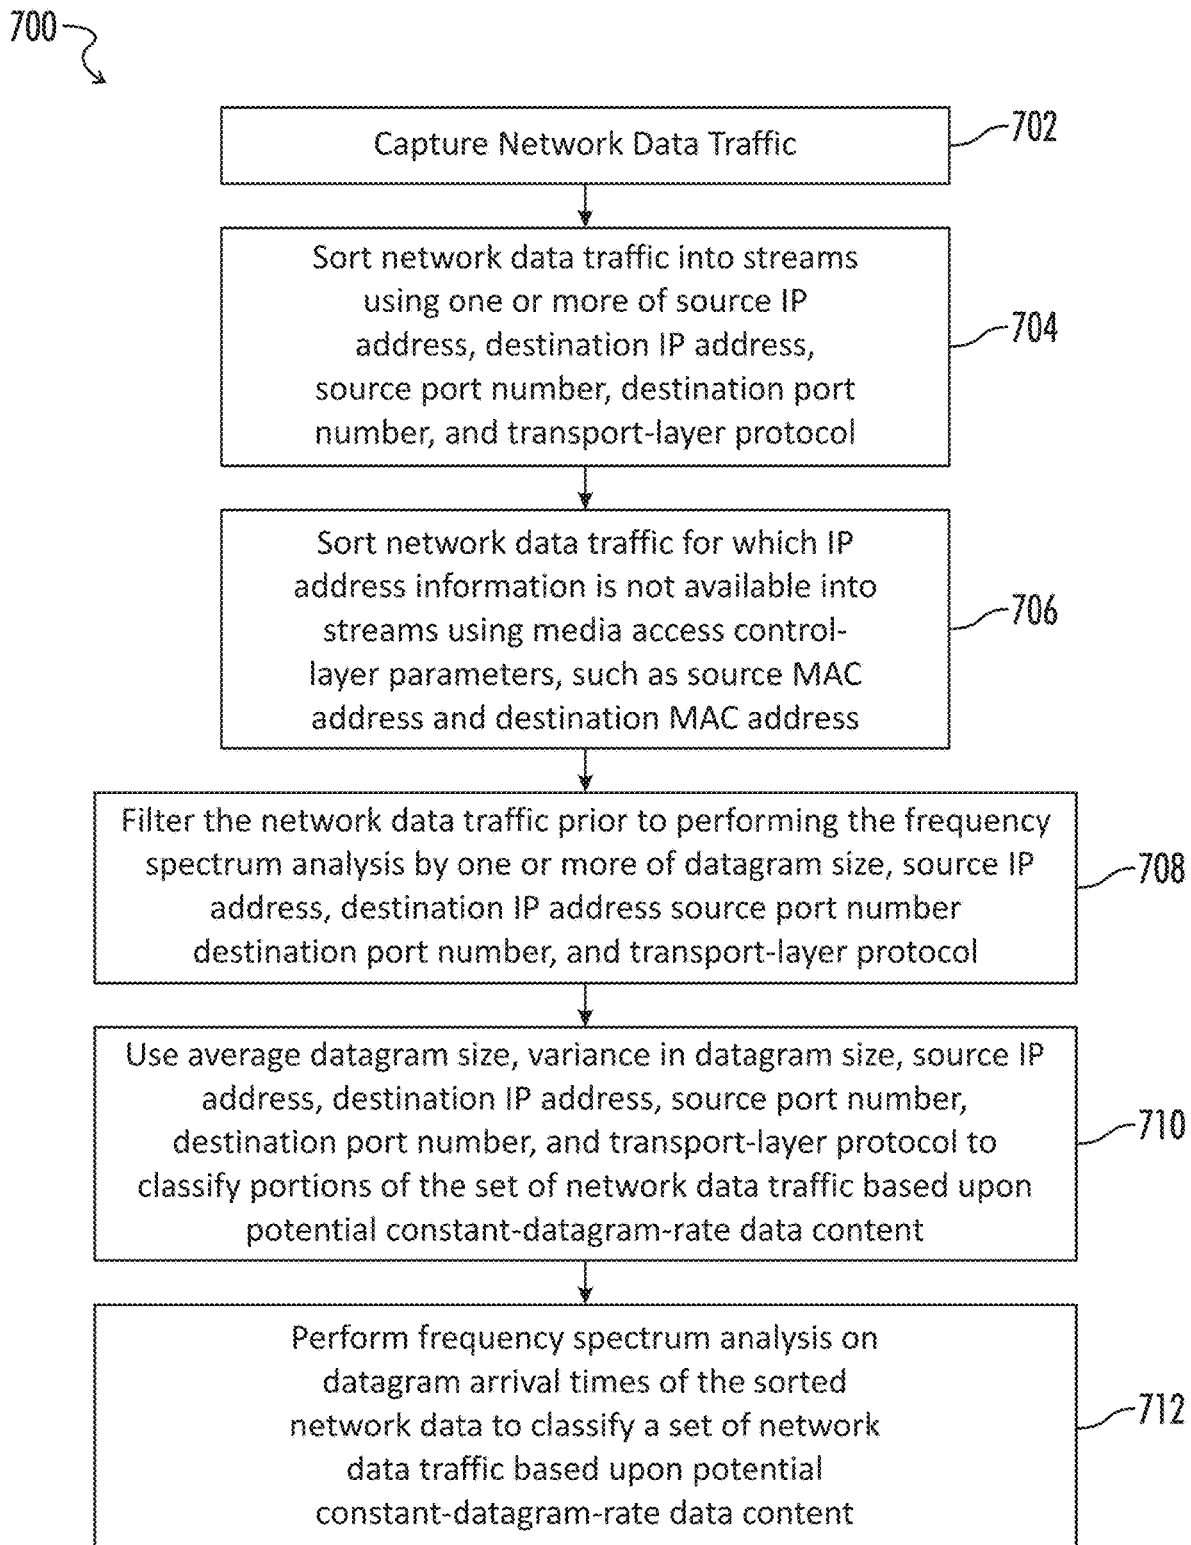 700
Capture Network Data Traffic
702
Sort network data traffic into streams
using one or more of source IP
address, destination IP address,
source port number, destination port
number, and transport-layer protocol
704
Sort network data traffic for which IP
address information is not available into
streams using media access control-
layer parameters, such as source MAC
address and destination MAC address
706
Filter the network data traffic prior to performing the frequency
spectrum analysis by one or more of datagram size, source IP
address, destination IP address source port number
destination port number, and transport-layer protocol
708
Use average datagram size, variance in datagram size, source IP
address, destination IP address, source port number,
destination port number, and transport-layer protocol to
classify portions of the set of network data traffic based upon
potential constant-datagram-rate data content
710
Perform frequency spectrum analysis on
datagram arrival times of the sorted
network data to classify a set of network
data traffic based upon potential
constant-datagram-rate data content
712